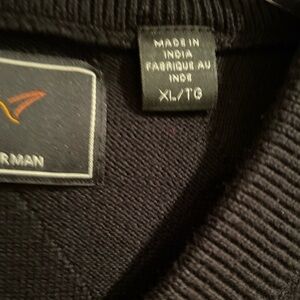 MADE IN
INDIA
FABRIQUE AU
INDE
XL/TG
RMAN